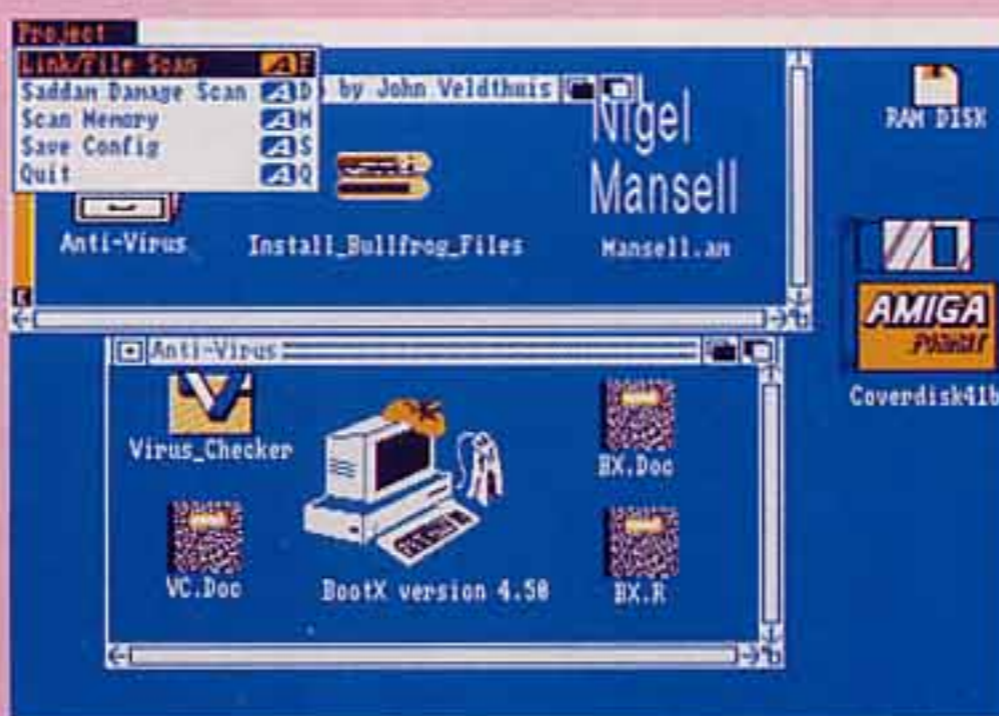 Project
Link/File Scan F
Saddam Damage Scan D
Scan Memory M
Save Config S
Quit Q
by John Veldthuis
Nigel
Mansell
Anti-Virus
Install_Bullfrog_Files
Mansell.am
RAM DISK
AMIGA
Coverdisk41b
Anti-Virus
Virus_Checker
BX.Doc
VC.Doc
BootX version 4.50
BX.R